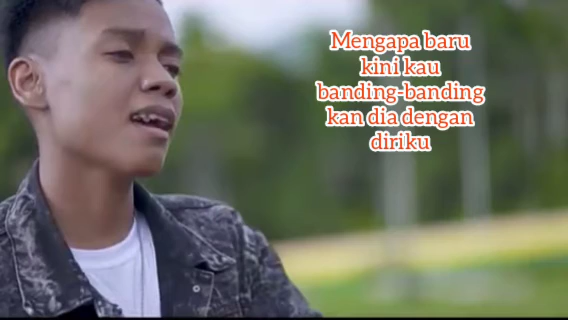 Mengapa baru
kini kau
banding-banding
kan dia dengan
diriku